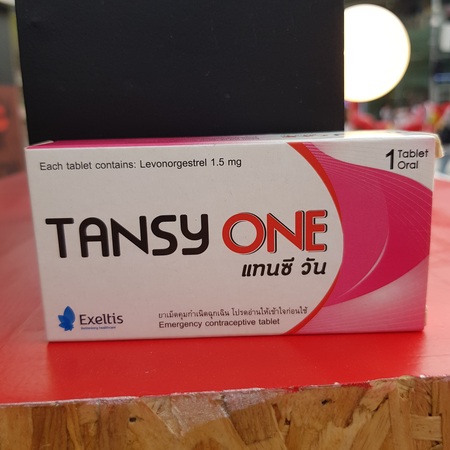 Each tablet contains: Levonorgestrel 1.5 mg
1 Tablet
Oral
TANSY ONE
แทนซี วัน
Exeltis
ยาเม็ดคุมกำเนิดฉุกเฉิน โปรดอ่านให้เข้าใจก่อนใช้
Emergency contraceptive tablet